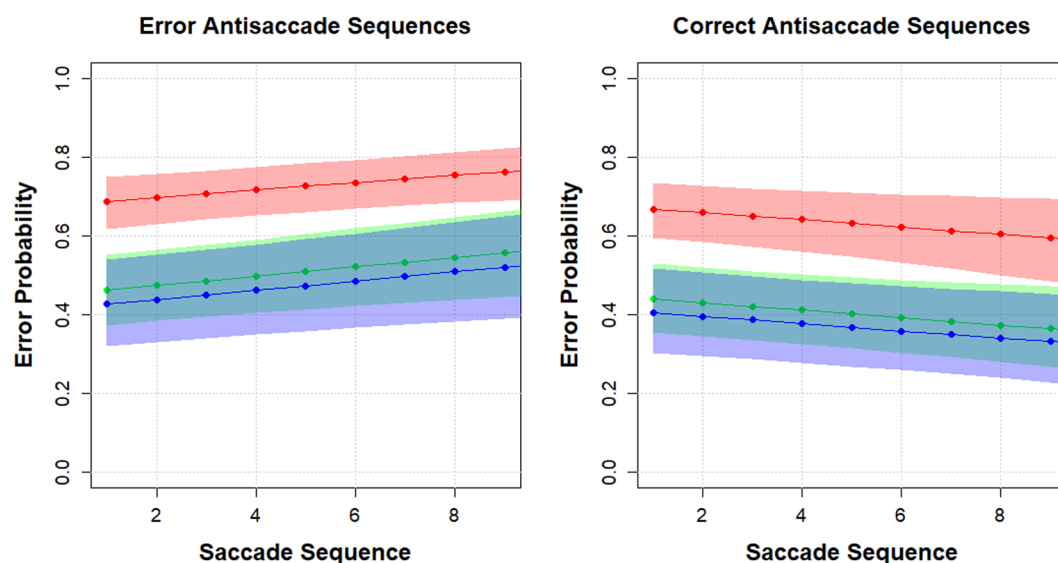 Error Antisaccade Sequences
Error Probability
1.0
0.8
0.6
0.4
0.2
0.0
2 4 6 8
Saccade Sequence
Correct Antisaccade Sequences
Error Probability
1.0
0.8
0.6
0.4
0.2
0.0
2 4 6 8
Saccade Sequence